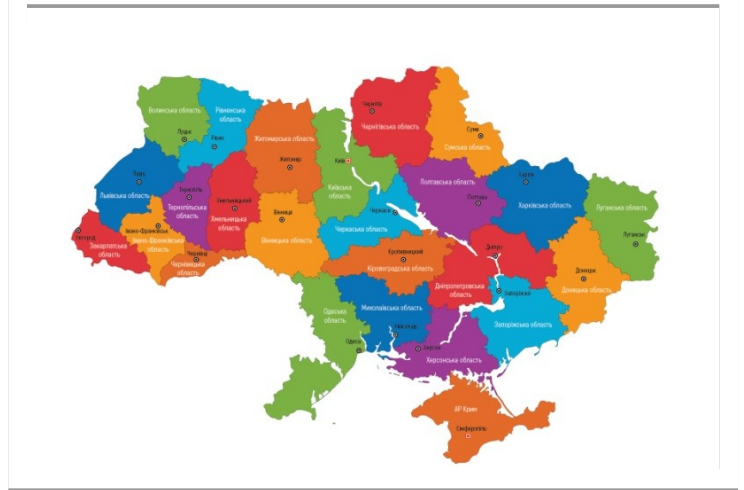 Чернігів
Чернігівська область
Волинська область
Рівненська
область
Луцьк
Рівне
Житомирська область
Житомир
Київ
Київська
область
Суми
Сумська область
Львів
Львівська область
Тернопіль
Тернопільська
область
Хмельницький
Хмельницька
область
Полтавська область
Полтава
Харків
Харківська область
Луганська область
Луганськ
Ужгород
Закарпатська
область
Івано-Франківськ
Івано-Франківська
область
Чернівці
Чернівецька
область
Вінниця
Вінницька область
Черкаси
Черкаська область
Кропивницький
Кіровоградська область
Дніпро
Дніпропетровська
область
Донецьк
Донецька область
Запоріжжя
Запорізька область
Одеська
область
Одеса
Миколаївська область
Миколаїв
Херсон
Херсонська область
АР Крим
Сімферопіль